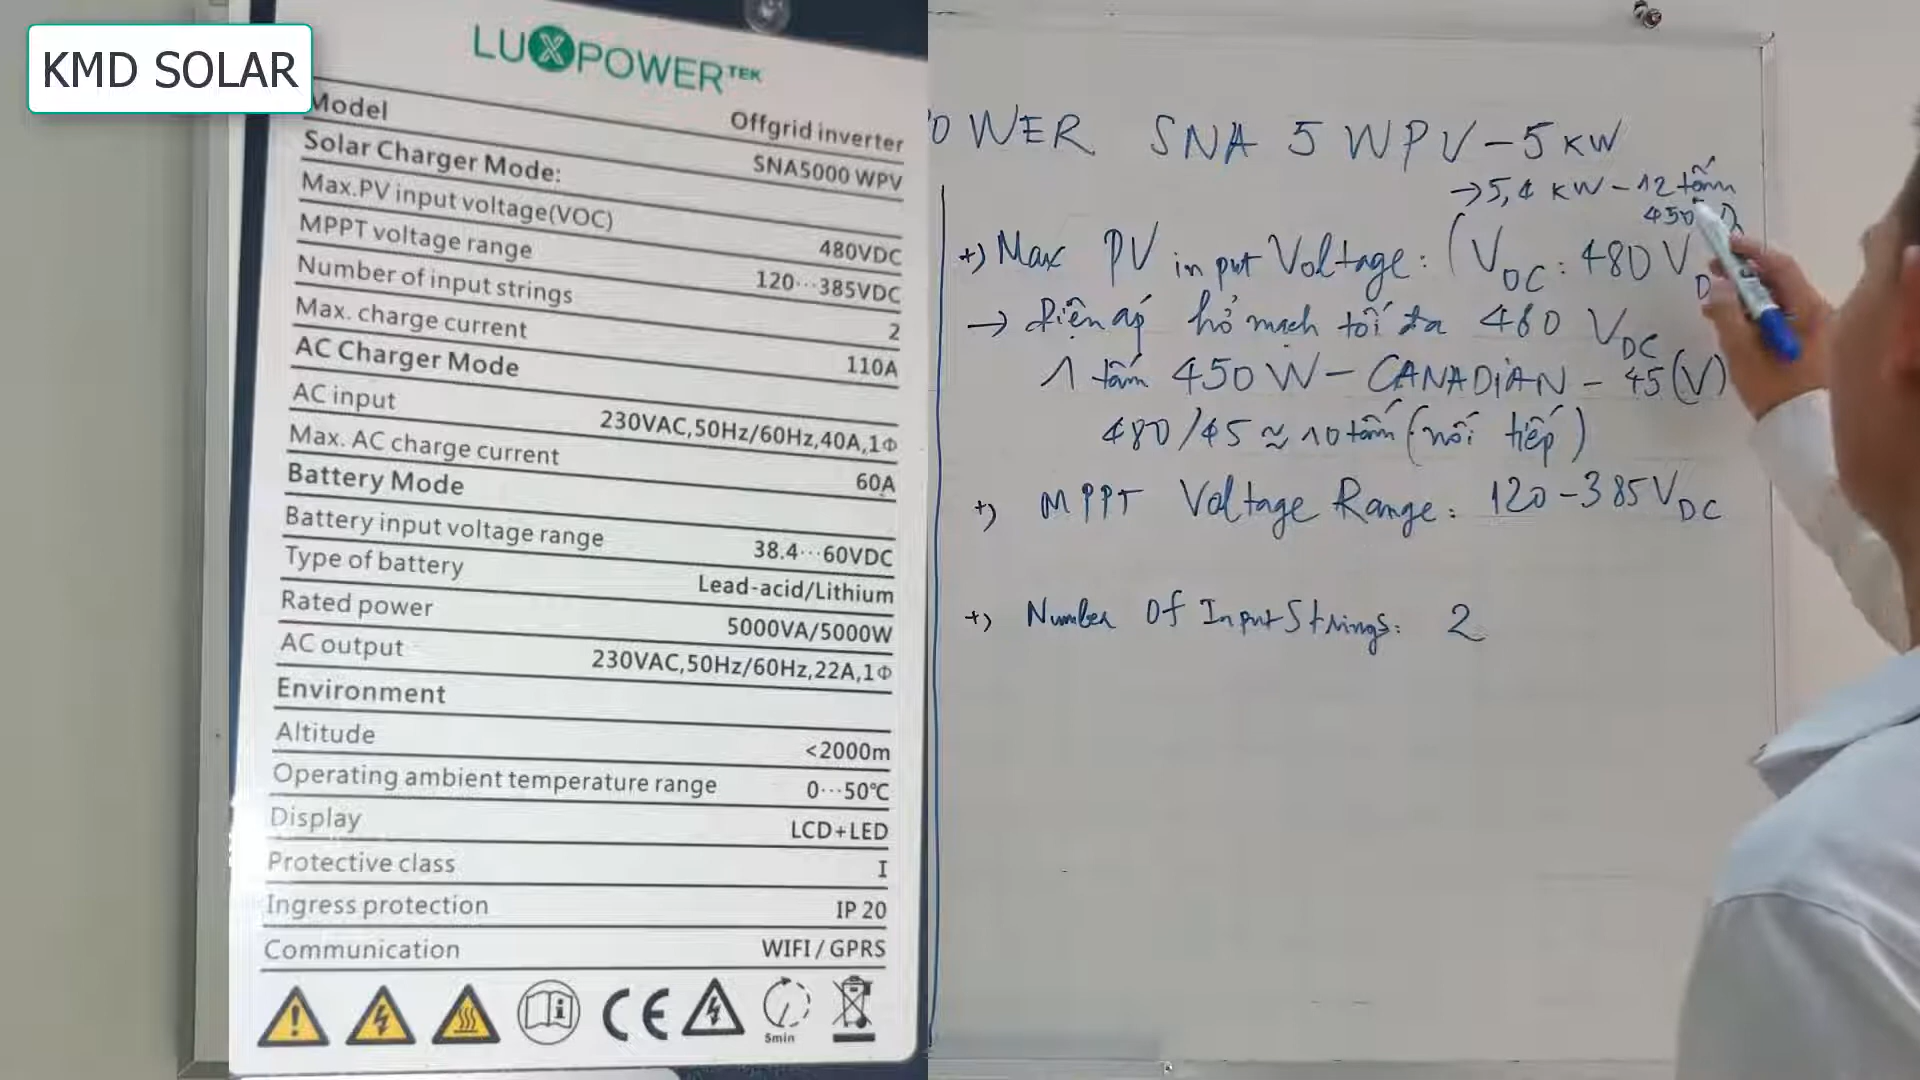 KMD SOLAR
LUXPOWERTEK
Model
Offgrid inverter
SNA5000 WPV
Solar Charger Mode:
Max.PV input voltage(VOC)
480VDC
MPPT voltage range
120···385VDC
Number of input strings
2
Max. charge current
110A
AC Charger Mode
AC input
230VAC,50Hz/60Hz,40A,1Φ
Max. AC charge current
60A
Battery Mode
Battery input voltage range
38.4···60VDC
Type of battery
Lead-acid/Lithium
Rated power
5000VA/5000W
AC output
230VAC,50Hz/60Hz,22A,1Φ
Environment
Altitude
<2000m
Operating ambient temperature range
0···50℃
Display
LCD+LED
Protective class
I
Ingress protection
IP 20
Communication
WIFI / GPRS
CE
5min
OWER SNA 5 WPV - 5 KW
→ 5,4 KW - 12 tấm
450
+) Max PV input Voltage: (VOC: 480 VD
→ điện áp hở mạch tối đa 480 VDC
1 tấm 450 W - CANADIAN - 45 (V)
480/45 ≈ 10 tấm (nối tiếp)
+) MPPT Voltage Range: 120 - 385 VDC
+) Number Of Input Strings: 2